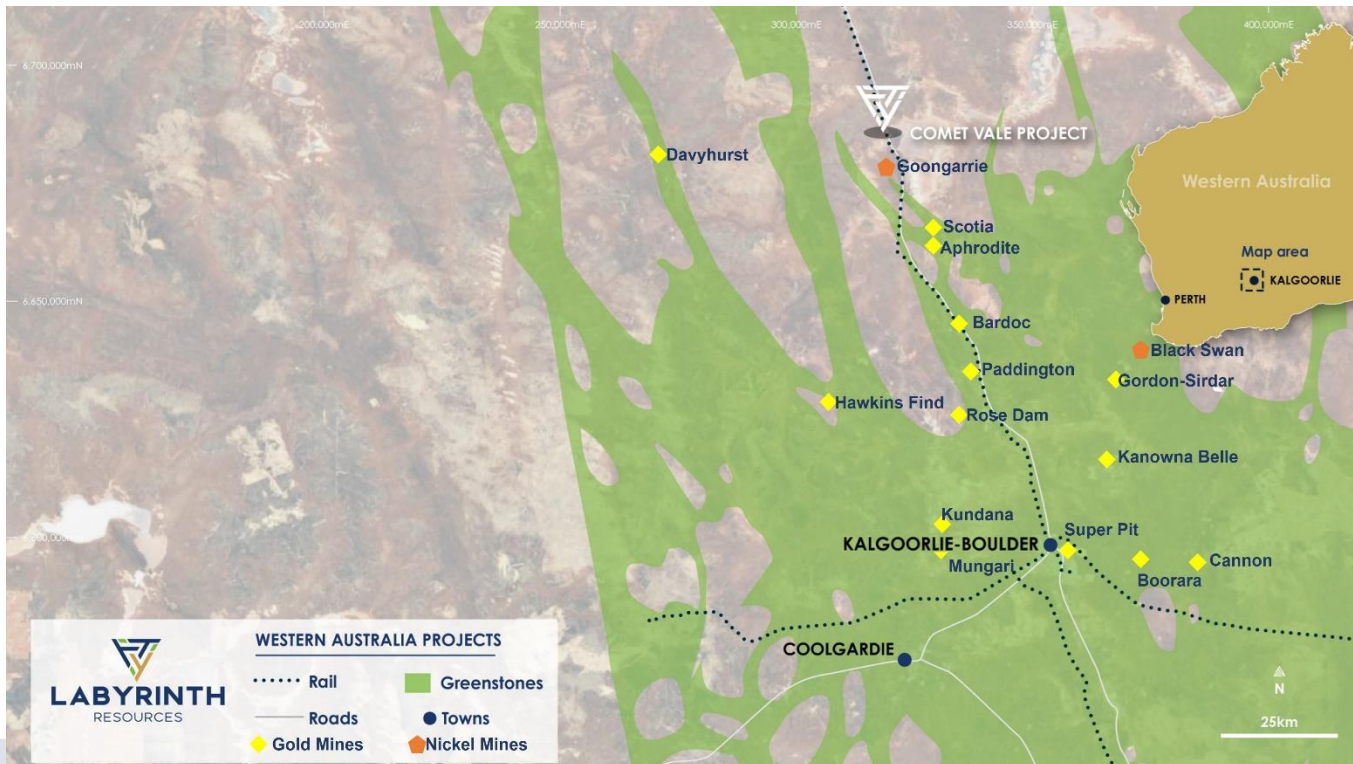 200,000mE
250,000mE
300,000mE
350,000mE
400,000mE
6,700,000mN
COMET VALE PROJECT
Davyhurst
Goongarrie
Western Australia
Scotia
Aphrodite
Map area
KALGOORLIE
PERTH
6,650,000mN
Bardoc
Black Swan
Paddington
Gordon-Sirdar
Hawkins Find
Rose Dam
Kanowna Belle
Kundana
Super Pit
KALGOORLIE-BOULDER
Mungari
Cannon
Boorara
COOLGARDIE
WESTERN AUSTRALIA PROJECTS
LABYRINTH
RESOURCES
Rail
Greenstones
Roads
Towns
Gold Mines
Nickel Mines
N
25km